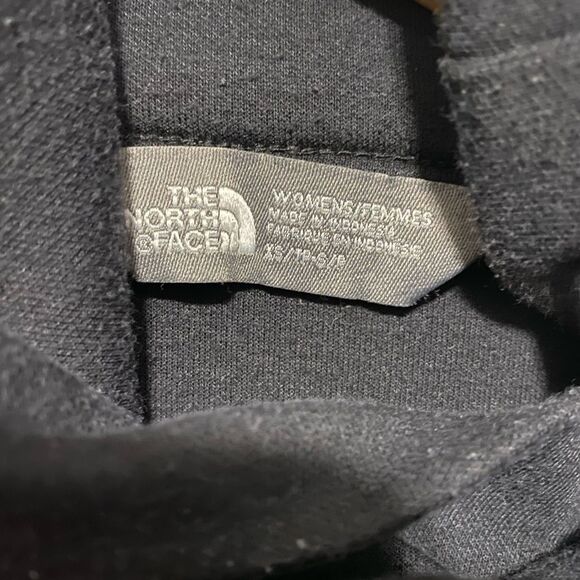 THE
NORTH
FACE
WOMENS/FEMMES
MADE IN INDONESIA
FABRIQUE EN INDONESIE
XS/TP-S/P